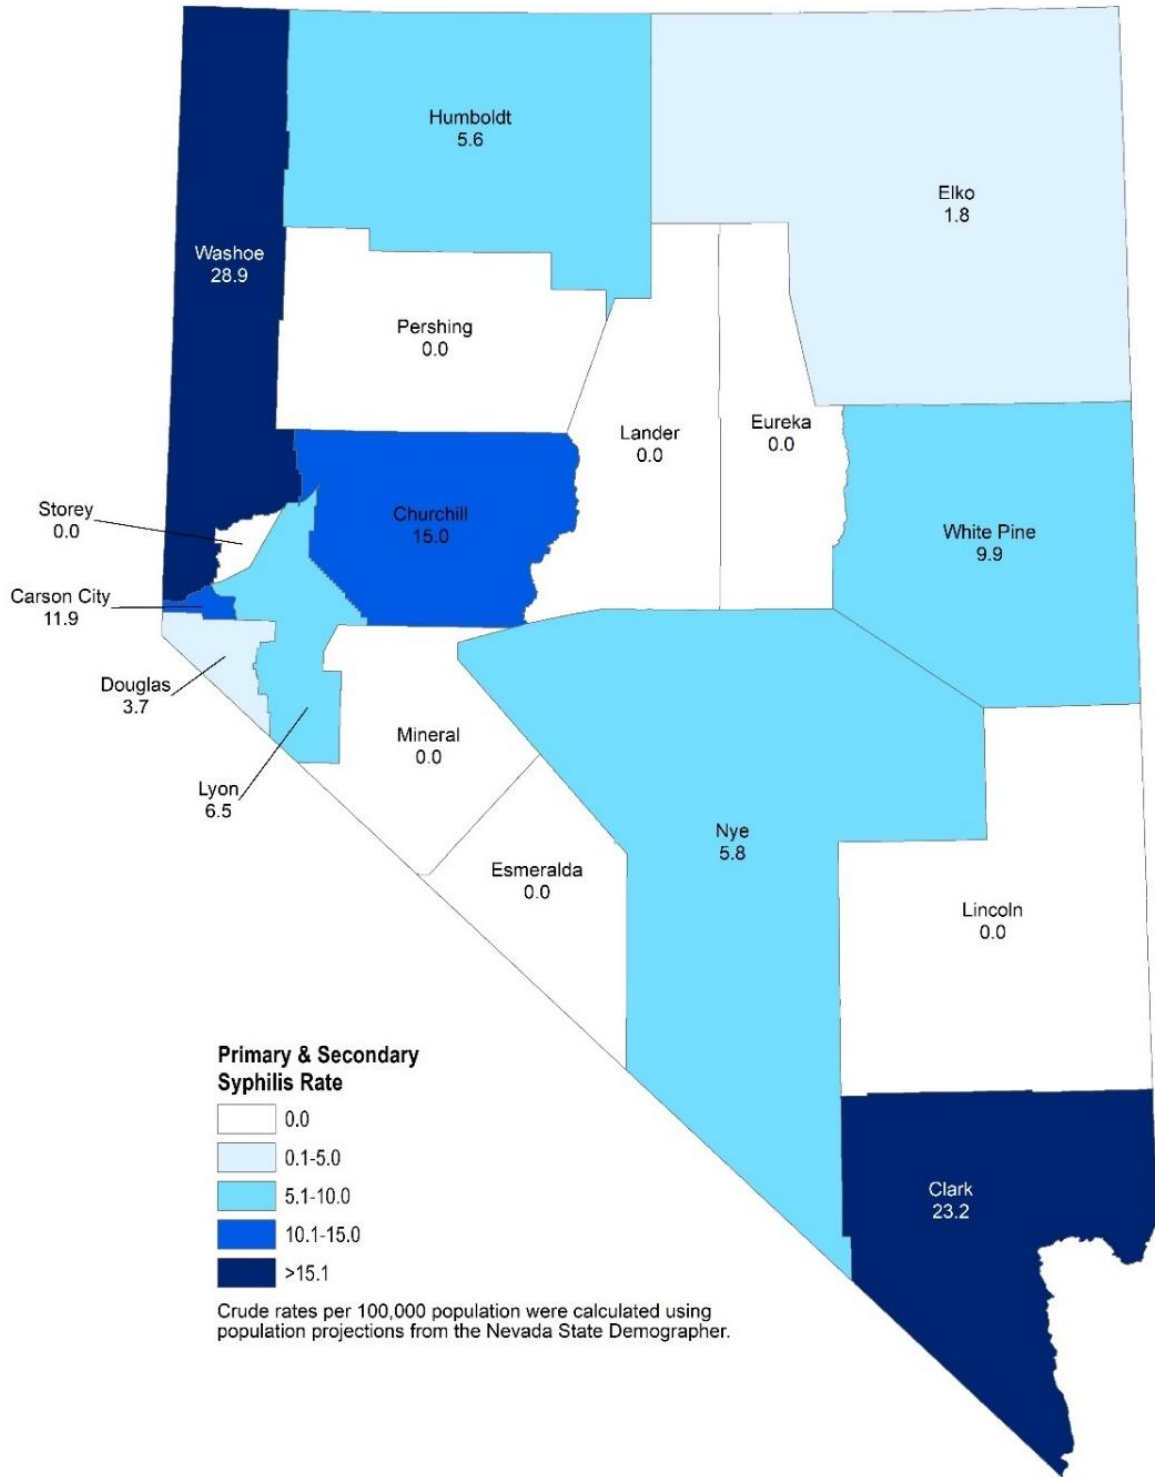 Humboldt
5.6
Elko
1.8
Washoe
28.9
Pershing
0.0
Lander
0.0
Eureka
0.0
Storey
0.0
Churchill
15.0
White Pine
9.9
Carson City
11.9
Douglas
3.7
Mineral
0.0
Lyon
6.5
Nye
5.8
Esmeralda
0.0
Lincoln
0.0
Primary & Secondary
Syphilis Rate
0.0
0.1-5.0
5.1-10.0
10.1-15.0
>15.1
Clark
23.2
Crude rates per 100,000 population were calculated using
population projections from the Nevada State Demographer.